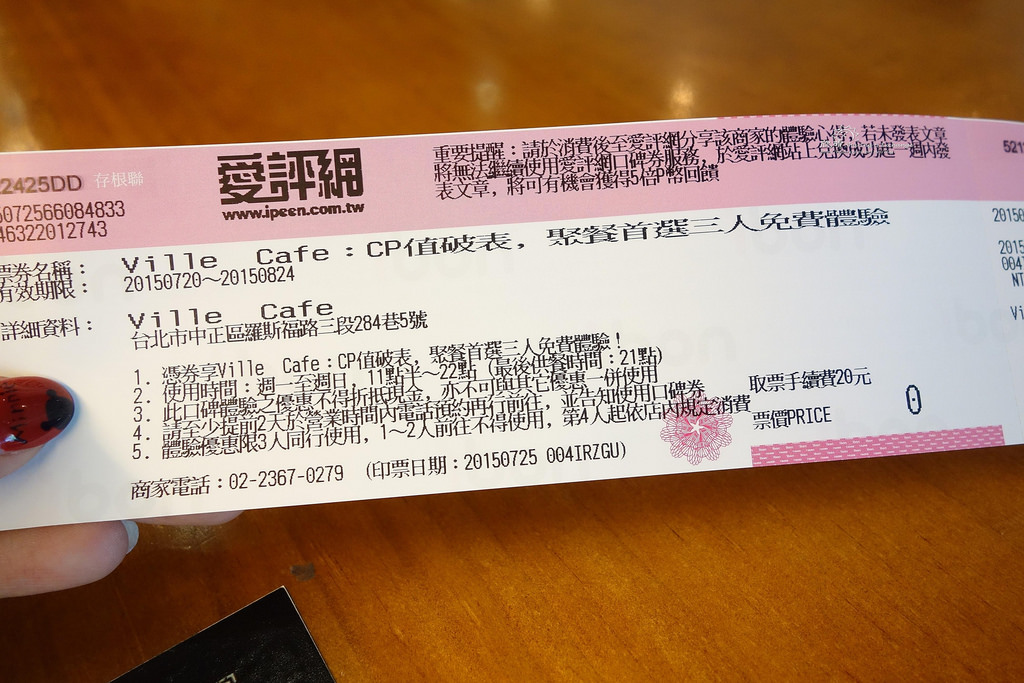 2425DD 存根聯
5072566084833
46322012743
愛評網
www.ipeen.com.tw
重要提醒：請於消費後至愛評網分享該商家的體驗心得，若未發表文章
將無法繼續使用愛評網口碑券服務，於愛評網站上兌換成功起一週內發
表文章，將可有機會獲得5倍P幣回饋
521
票券名稱：Ville Cafe：CP值破表，聚餐首選三人免費體驗
有效期限：20150720～20150824
詳細資料：Ville Cafe
台北市中正區羅斯福路三段284巷5號
1. 憑券享Ville Cafe：CP值破表，聚餐首選三人免費體驗！
2. 使用時間：週一至週日，11點半～22點（最後供餐時間：21點）
3. 此口碑體驗之優惠不得折抵現金，亦不可與其它優惠一併使用
4. 請至少提前2天於營業時間內電話預約再行前往，並告知使用口碑券
5. 體驗優惠限3人同行使用，1～2人前往不得使用，第4人起依店內規定消費
商家電話：02-2367-0279 （印票日期：20150725 004IRZGU）
取票手續費20元
票價PRICE 0
2015
004
NT
Vi